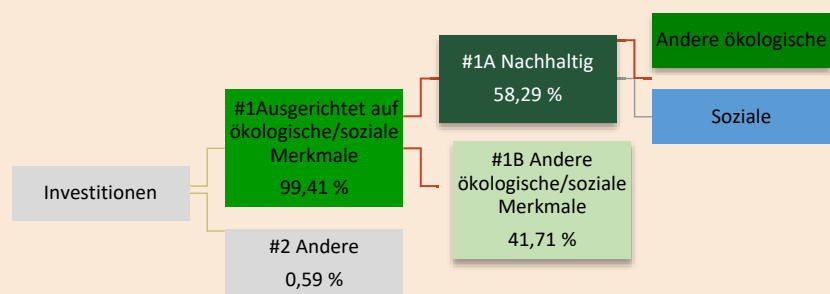 Investitionen
#1Ausgerichtet auf
ökologische/soziale
Merkmale
99,41 %
#2 Andere
0,59 %
#1A Nachhaltig
58,29 %
#1B Andere
ökologische/soziale
Merkmale
41,71 %
Andere ökologische
Soziale